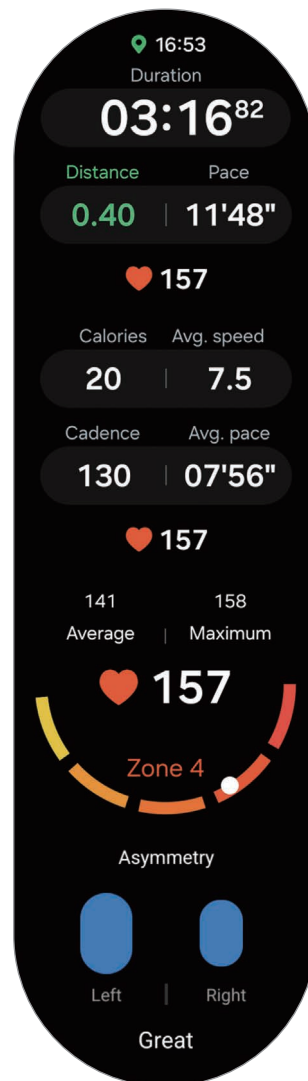 16:53
Duration
03:16 82
Distance Pace
0.40 | 11'48"
157
Calories Avg. speed
20 | 7.5
Cadence Avg. pace
130 | 07'56"
157
141 158
Average | Maximum
157
Zone 4
Asymmetry
Left | Right
Great